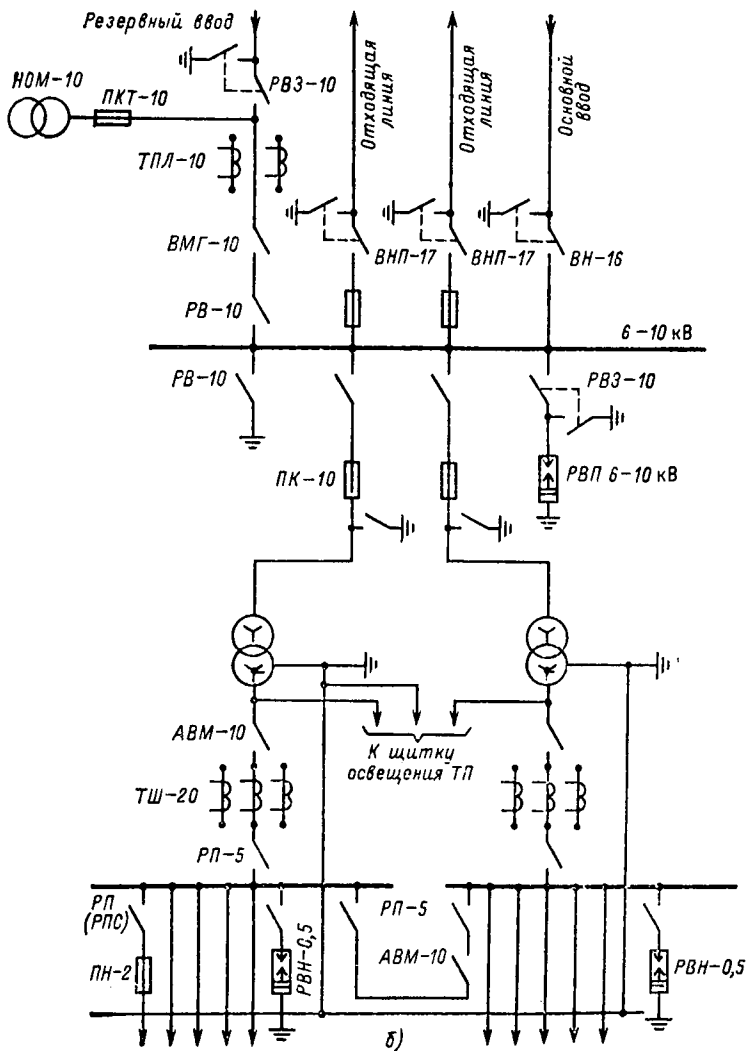 Резервный ввод
НОМ-10
ПКТ-10
РВЗ-10
Отходящая
линия
Отходящая
линия
Основной
ввод
ТПЛ-10
ВМГ-10
ВНП-17
ВНП-17
ВН-16
РВ-10
6-10 кВ
РВ-10
РВЗ-10
ПК-10
РВП 6-10 кВ
АВМ-10
К щитку
освещения ТП
ТШ-20
РП-5
РП
(РПС)
ПН-2
РВН-0,5
РП-5
АВМ-10
РВН-0,5
б)